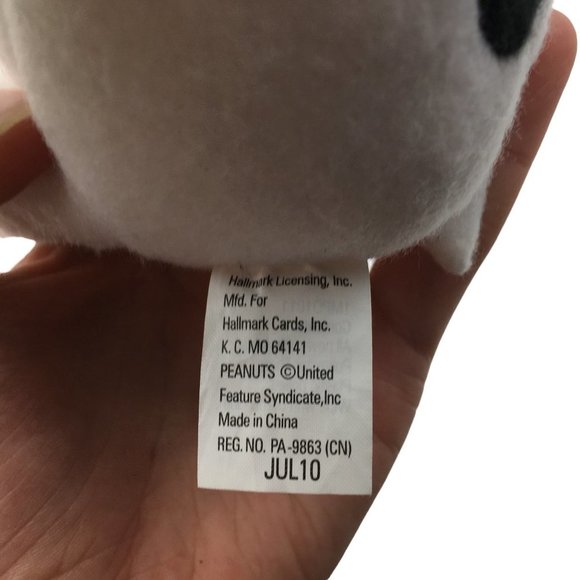 Hallmark Licensing, Inc.
Mfd. For
Hallmark Cards, Inc.
K. C. MO 64141
PEANUTS ©United
Feature Syndicate,Inc
Made in China
REG. NO. PA-9863 (CN)
JUL10